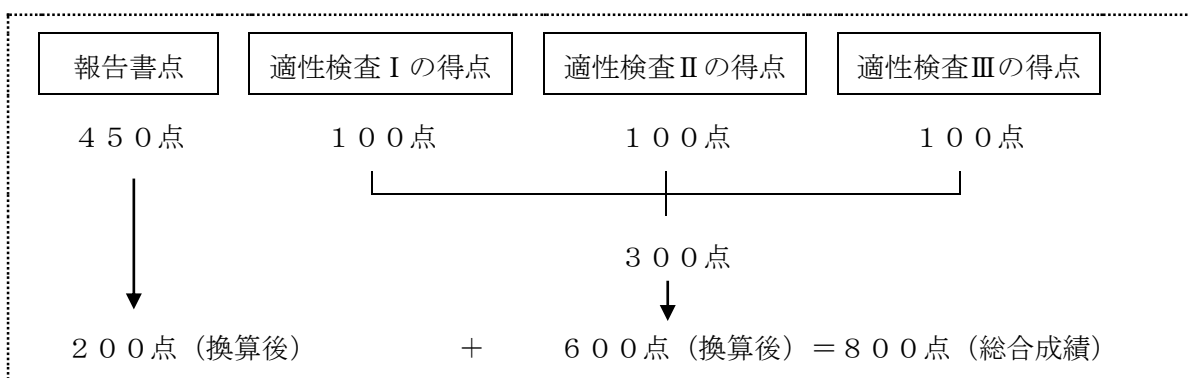 報告書点 適性検査Ⅰの得点 適性検査Ⅱの得点 適性検査Ⅲの得点
450点 100点 100点 100点
300点
200点（換算後） ＋ 600点（換算後）＝800点（総合成績）